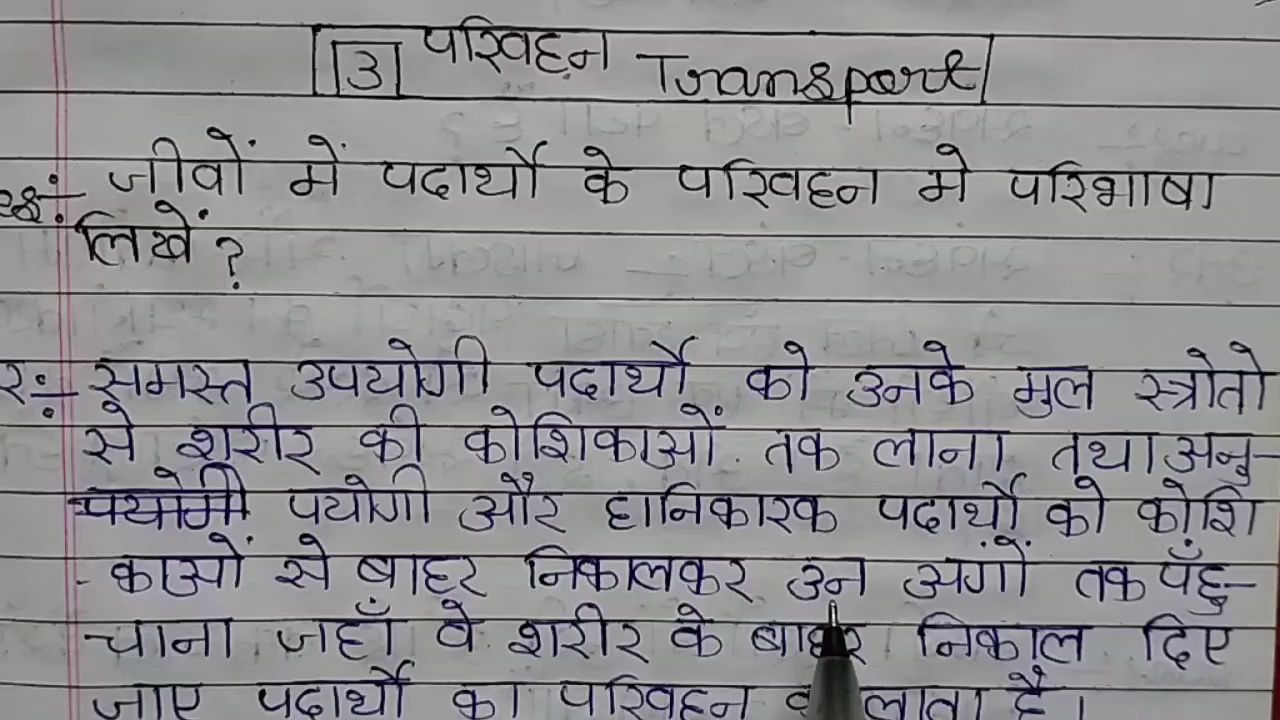 3 परिवहन Transport
जीवों में पदार्थो के परिवहन मे परिभाषा
लिखें ?
समस्त उपयोगी पदार्थो को उनके मुल स्त्रोतो
से शरीर की कोशिकाओं तक लाना तथा अनु-
पयोगी पयोगी और हानिकारक पदार्थो को कोशि
- काओं से बाहर निकालकर उन अंगों तक पँहु-
चाना जहाँ वे शरीर के बाहर निकाल दिए
जाए पदार्थो का परिवहन लाता है।